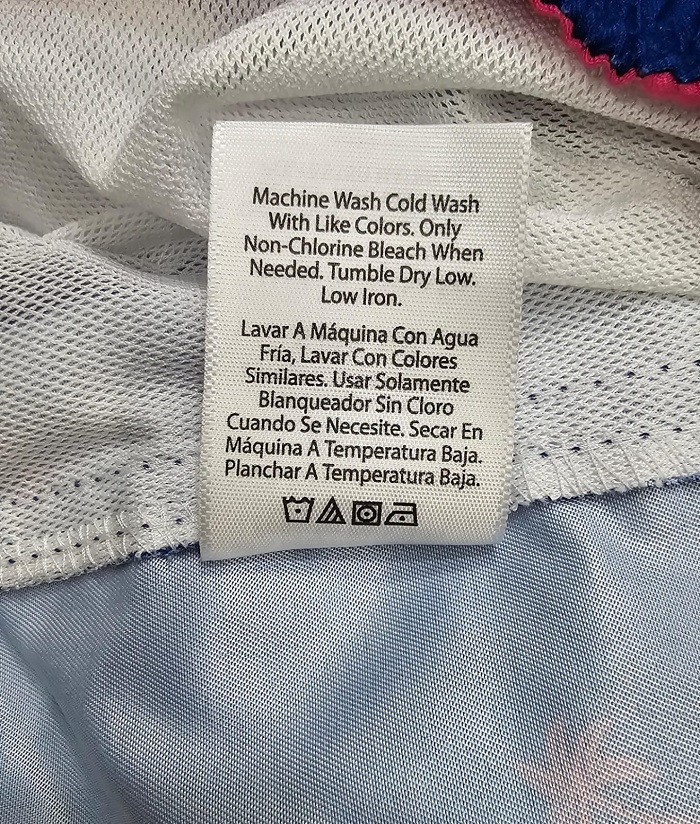 Machine Wash Cold Wash
With Like Colors. Only
Non-Chlorine Bleach When
Needed. Tumble Dry Low.
Low Iron.
Lavar A Máquina Con Agua
Fría, Lavar Con Colores
Similares. Usar Solamente
Blanqueador Sin Cloro
Cuando Se Necesite. Secar En
Máquina A Temperatura Baja.
Planchar A Temperatura Baja.